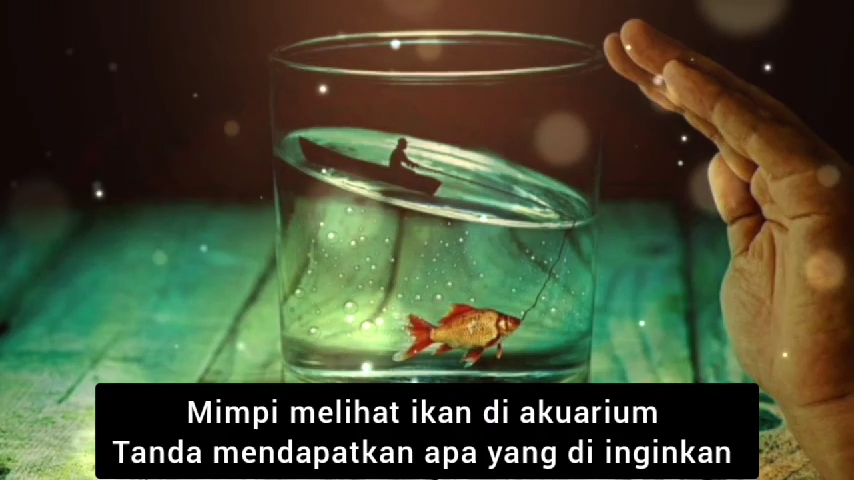 Mimpi melihat ikan di akuarium
Tanda mendapatkan apa yang di inginkan